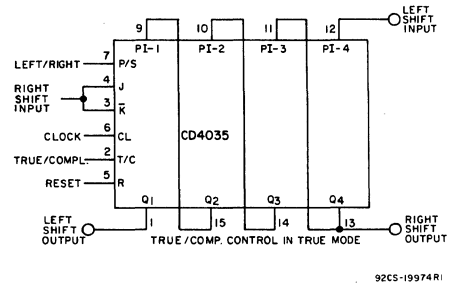 LEFT
SHIFT
INPUT
9 10 11 12
PI-1 PI-2 PI-3 PI-4
LEFT/RIGHT 7 P/S
RIGHT
SHIFT
INPUT
4 J
3 K̅
CLOCK 6 CL
CD4035
TRUE/COMPL. 2 T/C
RESET 5 R
Q1 Q2 Q3 Q4
1 15 14 13
LEFT
SHIFT
OUTPUT
RIGHT
SHIFT
OUTPUT
TRUE/COMP. CONTROL IN TRUE MODE
92CS-19974R1